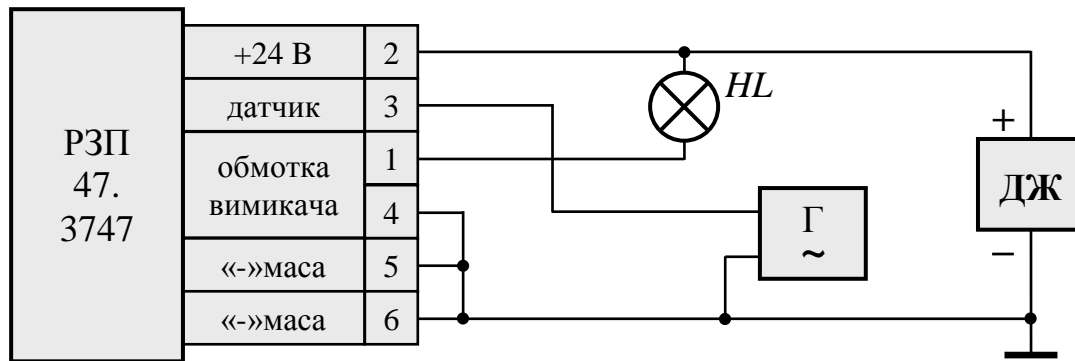 РЗП
47.
3747
+24 В
2
датчик
3
обмотка
вимикача
1
4
«-»маса
5
«-»маса
6
HL
Г
~
+
ДЖ
–